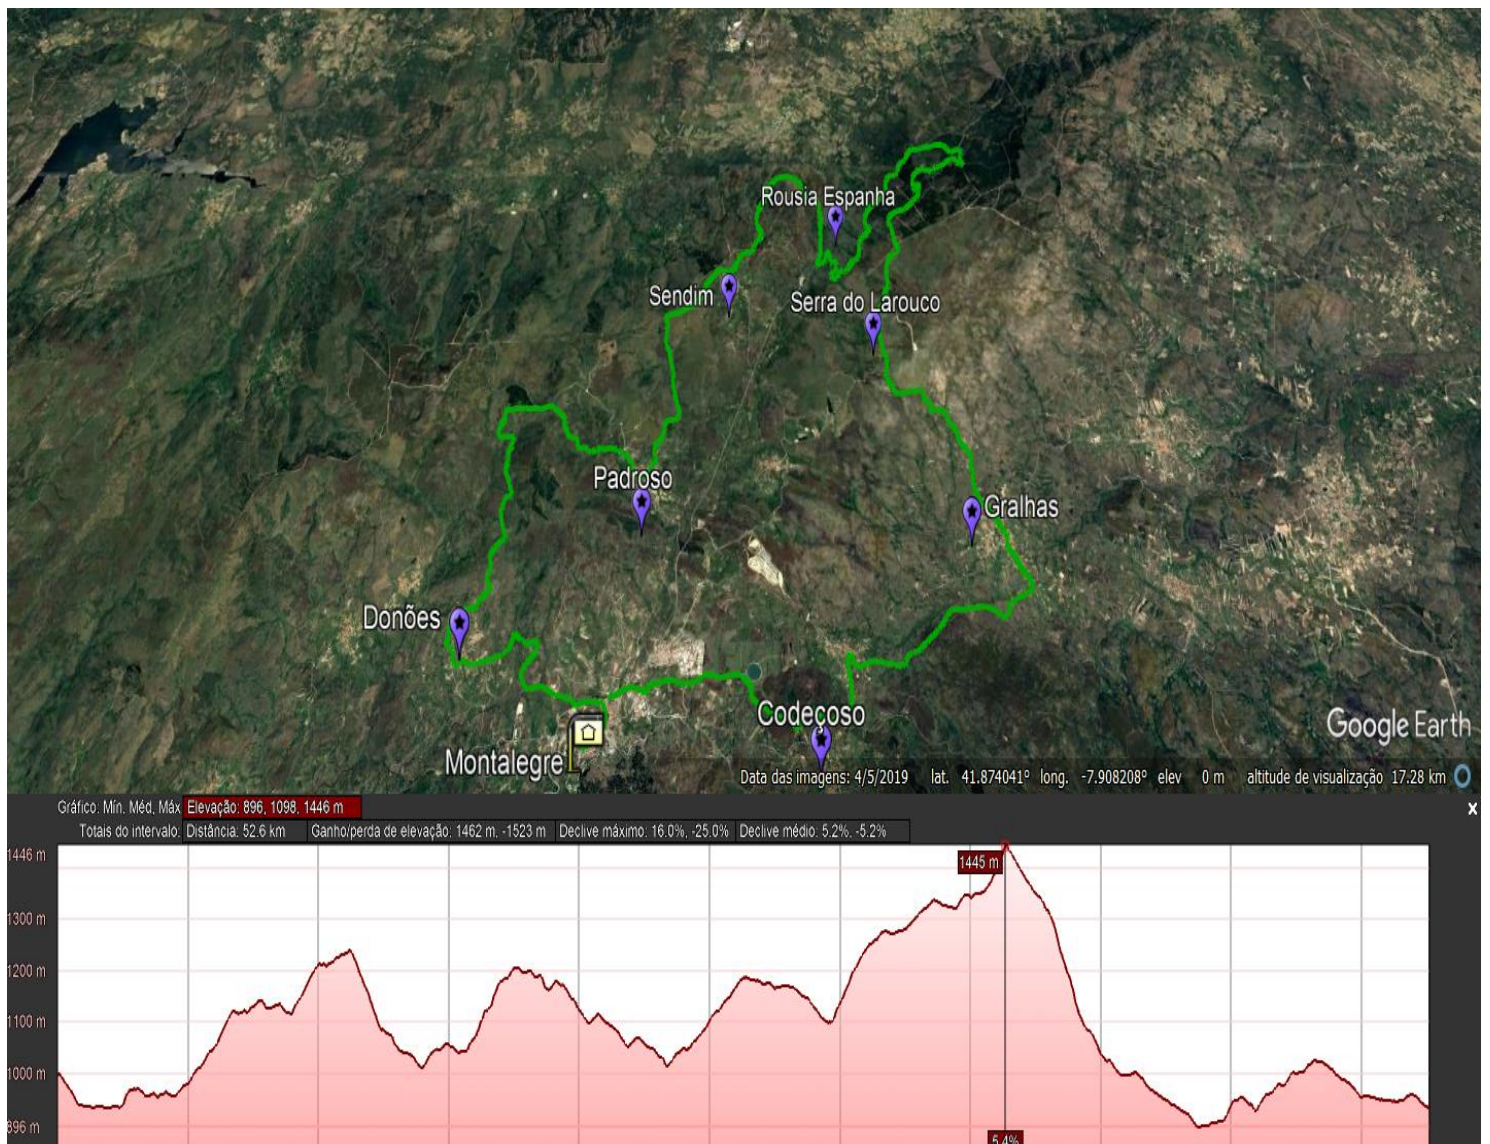 Rousia Espanha
Sendim
Serra do Larouco
Padroso
Gralhas
Donões
Codeçoso
Google Earth
Montalegre
Data das imagens: 4/5/2019 lat. 41.874041º long. -7.908208º elev 0 m altitude de visualização 17.28 km
Gráfico: Mín. Méd, Máx Elevação: 896, 1098, 1446 m
x
Totais do intervalo: Distância: 52.6 km Ganho/perda de elevação: 1462 m, -1523 m Declive máximo: 16.0%, -25.0% Declive médio: 5.2%, -5.2%
1446 m
1445 m
1300 m
1200 m
1100 m
1000 m
896 m
5.4%